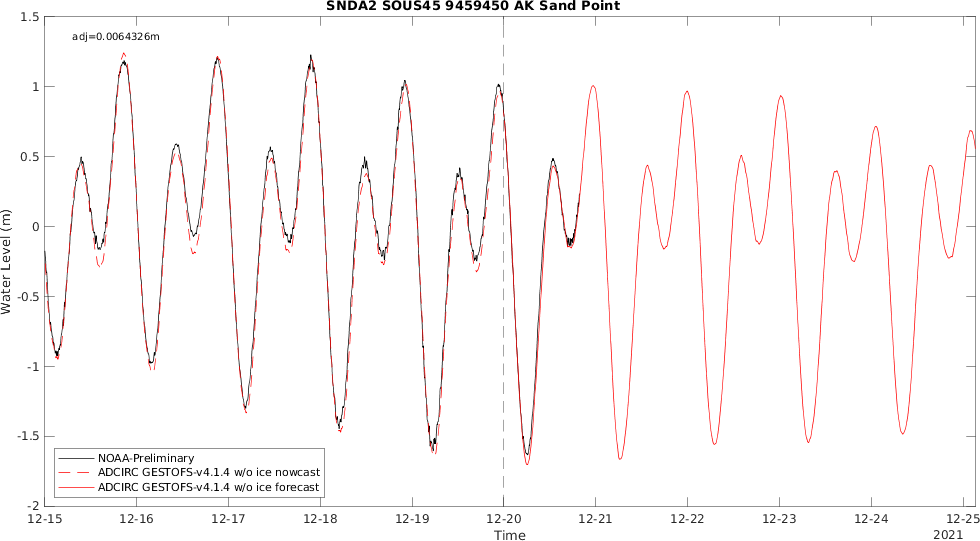 SNDA2 SOUS45 9459450 AK Sand Point
adj=0.0064326m
1.5
1
0.5
0
-0.5
-1
-1.5
-2
Water Level (m)
NOAA-Preliminary
ADCIRC GESTOFS-v4.1.4 w/o ice nowcast
ADCIRC GESTOFS-v4.1.4 w/o ice forecast
12-15 12-16 12-17 12-18 12-19 12-20 12-21 12-22 12-23 12-24 12-25
Time
2021